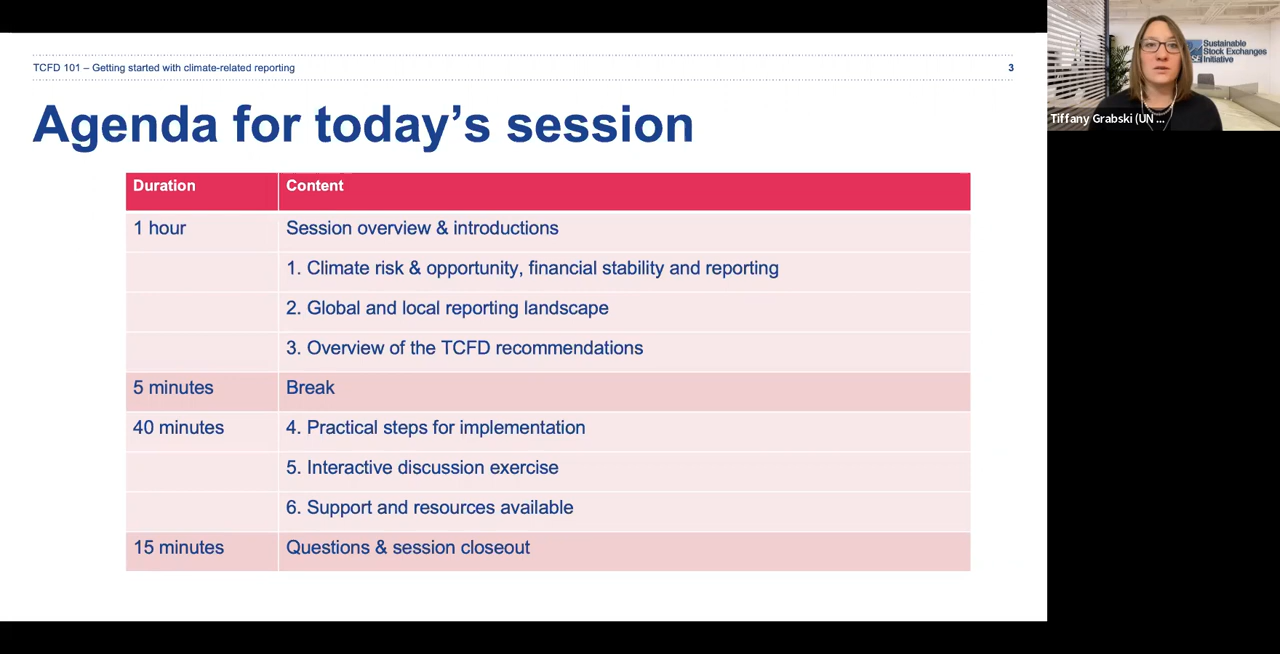 TCFD 101 – Getting started with climate-related reporting
3
Agenda for today's session
Duration Content
1 hour Session overview & introductions
1. Climate risk & opportunity, financial stability and reporting
2. Global and local reporting landscape
3. Overview of the TCFD recommendations
5 minutes Break
40 minutes 4. Practical steps for implementation
5. Interactive discussion exercise
6. Support and resources available
15 minutes Questions & session closeout
Sustainable
Stock Exchanges
Initiative
Tiffany Grabski (UN ...